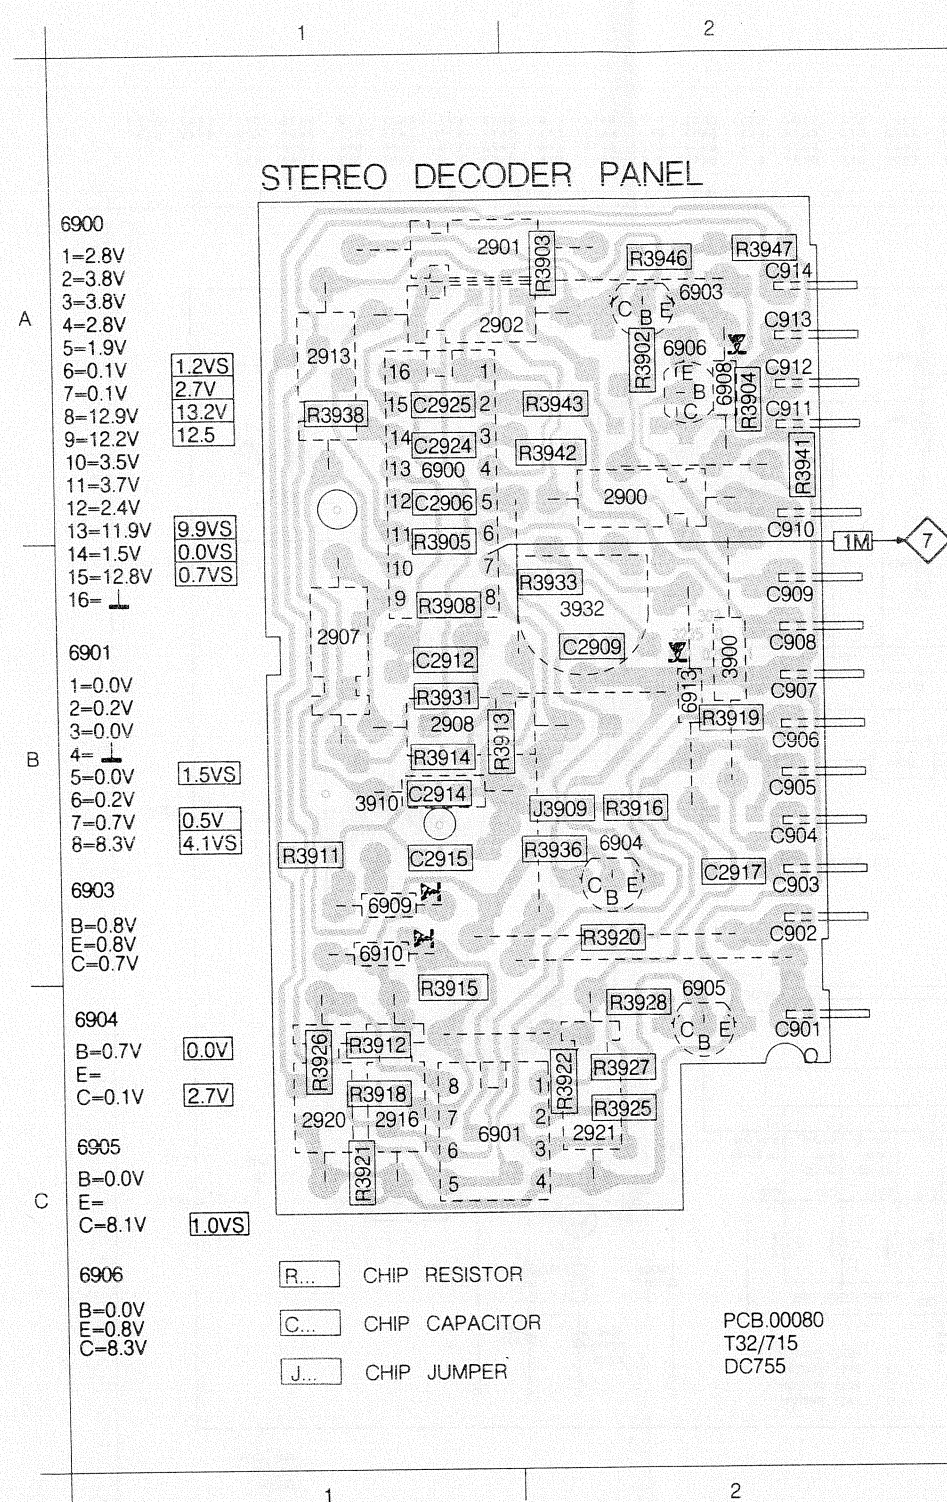 1 2
STEREO DECODER PANEL
A
B
C
6900
1=2.8V
2=3.8V
3=3.8V
4=2.8V
5=1.9V
6=0.1V 1.2VS
7=0.1V 2.7V
8=12.9V 13.2V
9=12.2V 12.5
10=3.5V
11=3.7V
12=2.4V
13=11.9V 9.9VS
14=1.5V 0.0VS
15=12.8V 0.7VS
16=
6901
1=0.0V
2=0.2V
3=0.0V
4=
5=0.0V 1.5VS
6=0.2V
7=0.7V 0.5V
8=8.3V 4.1VS
6903
B=0.8V
E=0.8V
C=0.7V
6904
B=0.7V 0.0V
E=
C=0.1V 2.7V
6905
B=0.0V
E=
C=8.1V 1.0VS
6906
B=0.0V
E=0.8V
C=8.3V
2901 R3903 R3946 R3947
C914
6903
C B E
2902
C913
2913
R3902 6906
16 1
E
B
C
6908
R3904
C912
R3938
15 C2925 2
R3943
C911
14 C2924 3
R3942
R3941
13 6900 4
2900
12 C2906 5
C910
11 R3905 6
1M 7
10 7
R3933
9 R3908 8
3932
C909
2907
C2909
C908
C2912
3900
C907
R3931
6913
R3919
2908
R3913
C906
R3914
3910 C2914
C905
J3909 R3916
C904
R3911 C2915 R3936 6904
C B E
C2917
C903
6909
C902
6910
R3920
R3915
R3928 6905
C B E
C901
R3926 R3912
R3922 R3927
R3918
8 1
R3925
2920 2916
7 2
6901
2921
6 3
R3921
5 4
R... CHIP RESISTOR
C... CHIP CAPACITOR
J... CHIP JUMPER
PCB.00080
T32/715
DC755
1 2